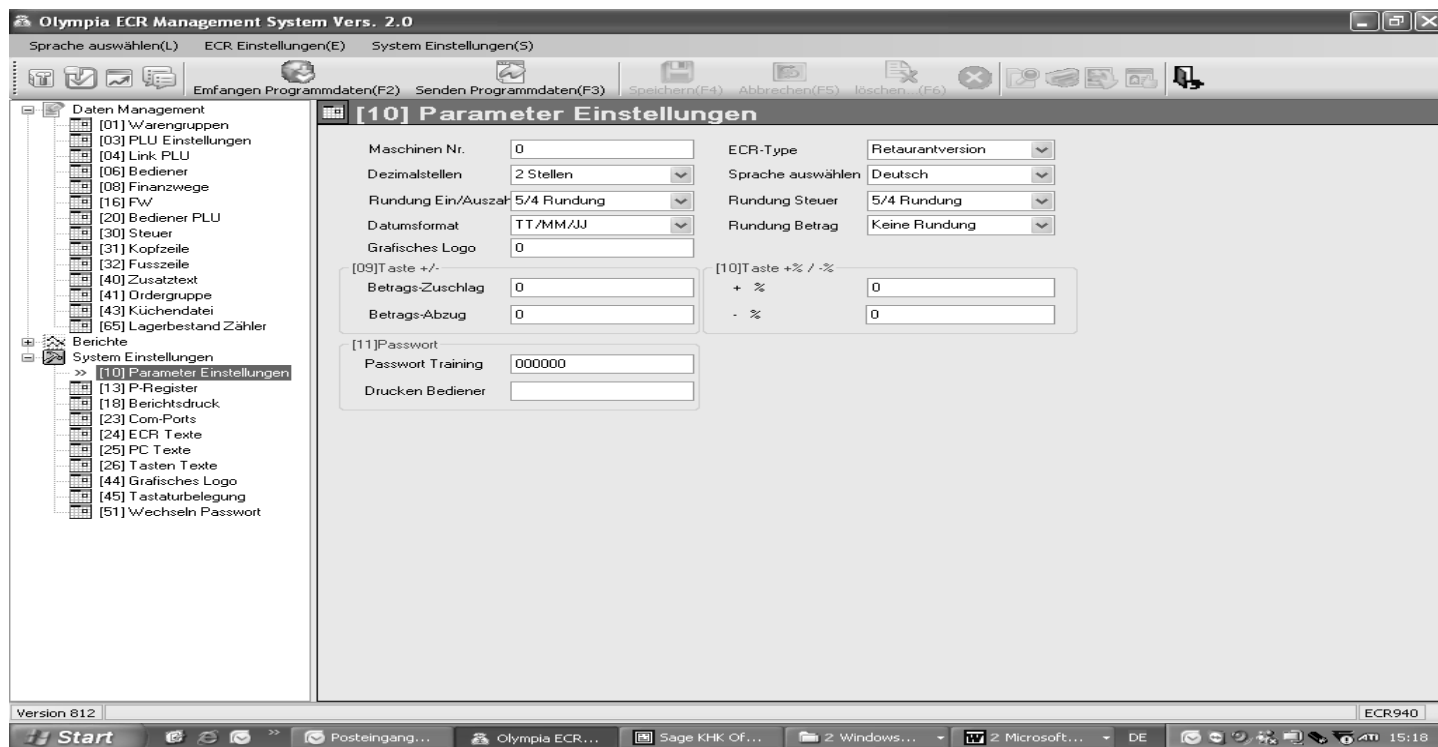 Olympia ECR Management System Vers. 2.0
Sprache auswählen(L) ECR Einstellungen(E) System Einstellungen(S)
Emfangen Programmdaten(F2) Senden Programmdaten(F3) Speichern(F4) Abbrechen(F5) löschen...(F6)
Daten Management
[01] Warengruppen
[03] PLU Einstellungen
[04] Link PLU
[06] Bediener
[08] Finanzwege
[16] FW
[20] Bediener PLU
[30] Steuer
[31] Kopfzeile
[32] Fusszeile
[40] Zusatztext
[41] Ordergruppe
[43] Küchendatei
[65] Lagerbestand Zähler
Berichte
System Einstellungen
>> [10] Parameter Einstellungen
[13] P-Register
[18] Berichtsdruck
[23] Com-Ports
[24] ECR Texte
[25] PC Texte
[26] Tasten Texte
[44] Grafisches Logo
[45] Tastaturbelegung
[51] Wechseln Passwort
[10] Parameter Einstellungen
Maschinen Nr. 0 ECR-Type Retaurantversion
Dezimalstellen 2 Stellen Sprache auswählen Deutsch
Rundung Ein/Auszah 5/4 Rundung Rundung Steuer 5/4 Rundung
Datumsformat TT/MM/JJ Rundung Betrag Keine Rundung
Grafisches Logo 0
[09]Taste +/- [10]Taste +% / -%
Betrags-Zuschlag 0 + % 0
Betrags-Abzug 0 - % 0
[11]Passwort
Passwort Training 000000
Drucken Bediener
Version 812 ECR940
Start Posteingang... Olympia ECR... Sage KHK Of... 2 Windows... 2 Microsoft... DE ATI 15:18